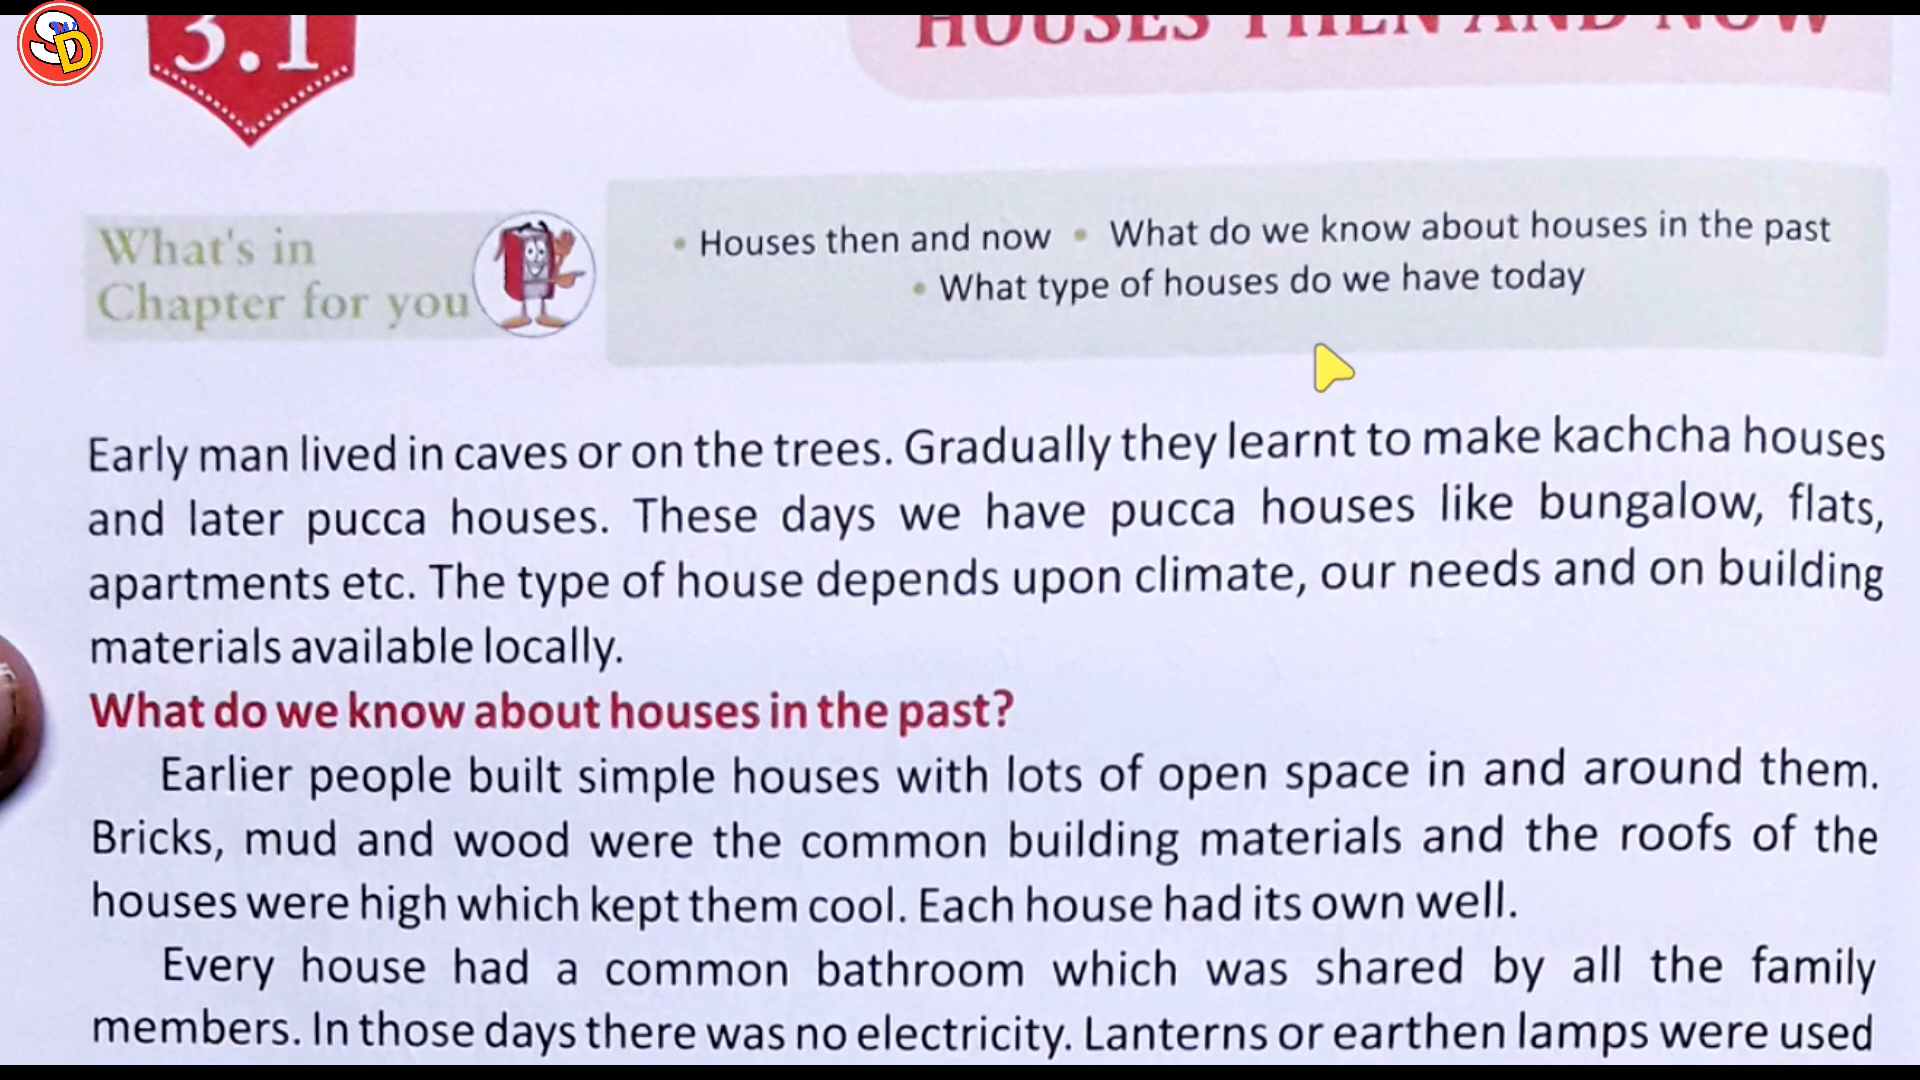 SD
3.1
HOUSES THEN AND NOW
What's in
Chapter for you
• Houses then and now • What do we know about houses in the past
• What type of houses do we have today
Early man lived in caves or on the trees. Gradually they learnt to make kachcha houses
and later pucca houses. These days we have pucca houses like bungalow, flats,
apartments etc. The type of house depends upon climate, our needs and on building
materials available locally.
What do we know about houses in the past?
Earlier people built simple houses with lots of open space in and around them.
Bricks, mud and wood were the common building materials and the roofs of the
houses were high which kept them cool. Each house had its own well.
Every house had a common bathroom which was shared by all the family
members. In those days there was no electricity. Lanterns or earthen lamps were used